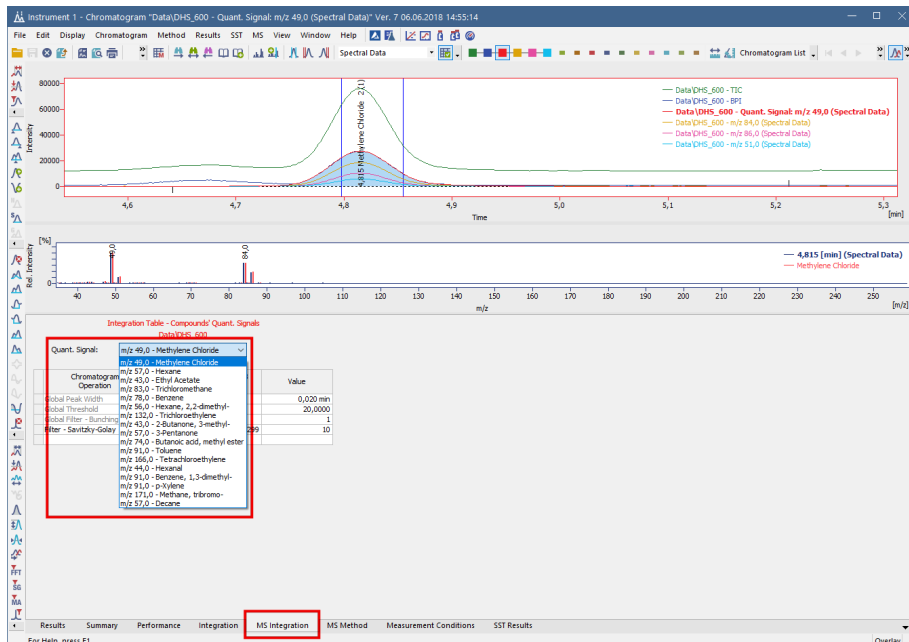 Instrument 1 - Chromatogram "Data\DHS_600 - Quant. Signal: m/z 49,0 (Spectral Data)" Ver. 7 06.06.2018 14:55:14
File Edit Display Chromatogram Method Results SST MS View Window Help
Spectral Data
Chromatogram List
Intensity
80000
60000
40000
20000
0
4,815 Methylene Chloride 2,(1)
Data\DHS_600 - TIC
Data\DHS_600 - BPI
Data\DHS_600 - Quant. Signal: m/z 49,0 (Spectral Data)
Data\DHS_600 - m/z 84,0 (Spectral Data)
Data\DHS_600 - m/z 86,0 (Spectral Data)
Data\DHS_600 - m/z 51,0 (Spectral Data)
4,6 4,7 4,8 4,9 5,0 5,1 5,2 5,3
Time
[min]
[%]
Rel. Intensity
0
49,0
84,0
4,815 [min] (Spectral Data)
Methylene Chloride
40 50 60 70 80 90 100 110 120 130 140 150 160 170 180 190 200 210 220 230 240 250
m/z
[m/z]
Integration Table - Compounds' Quant. Signals
Data\DHS_600
Quant. Signal: m/z 49,0 - Methylene Chloride
m/z 49,0 - Methylene Chloride
m/z 57,0 - Hexane
m/z 43,0 - Ethyl Acetate
m/z 83,0 - Trichloromethane
m/z 78,0 - Benzene
m/z 56,0 - Hexane, 2,2-dimethyl-
m/z 132,0 - Trichloroethylene
m/z 43,0 - 2-Butanone, 3-methyl-
m/z 57,0 - 3-Pentanone
m/z 74,0 - Butanoic acid, methyl ester
m/z 91,0 - Toluene
m/z 166,0 - Tetrachloroethylene
m/z 44,0 - Hexanal
m/z 91,0 - Benzene, 1,3-dimethyl-
m/z 91,0 - p-Xylene
m/z 171,0 - Methane, tribromo-
m/z 57,0 - Decane
Chromatogram
Operation
Value
Global Peak Width 0,020 min
Global Threshold 20,0000
Global Filter - Bunching 1
Filter - Savitzky-Golay 299 10
FFT
SG
MA
Results Summary Performance Integration MS Integration MS Method Measurement Conditions SST Results
For Help, press F1
Overlay